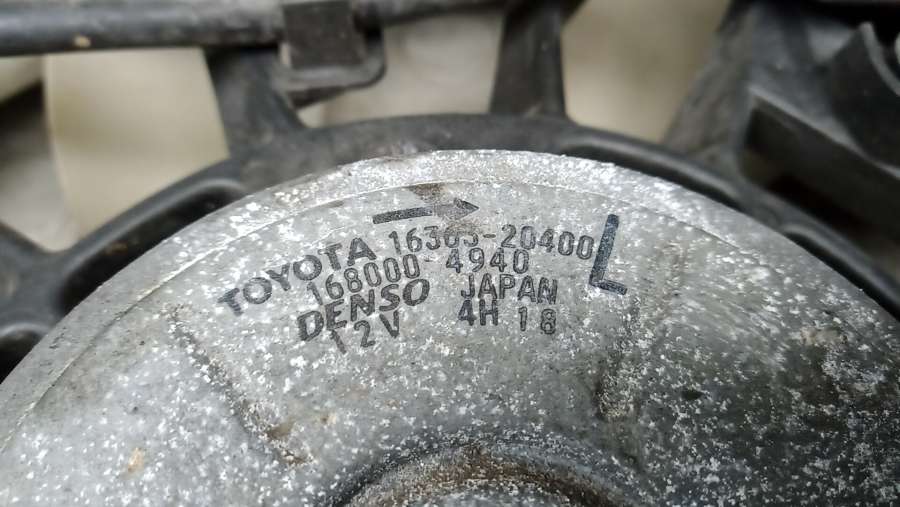 TOYOTA 16363-20400 L
168000-4940
DENSO JAPAN
12V 4H 18